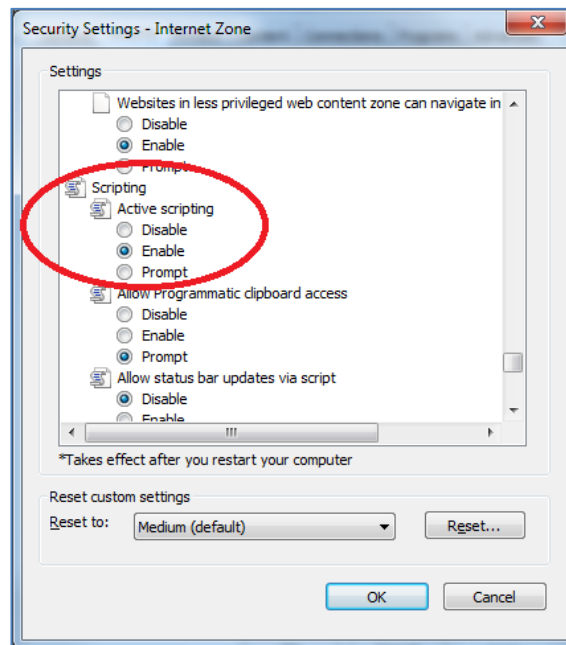 Security Settings - Internet Zone
Settings
Websites in less privileged web content zone can navigate in
Disable
Enable
Prompt
Scripting
Active scripting
Disable
Enable
Prompt
Allow Programmatic clipboard access
Disable
Enable
Prompt
Allow status bar updates via script
Disable
Enable
*Takes effect after you restart your computer
Reset custom settings
Reset to: Medium (default) Reset...
OK Cancel